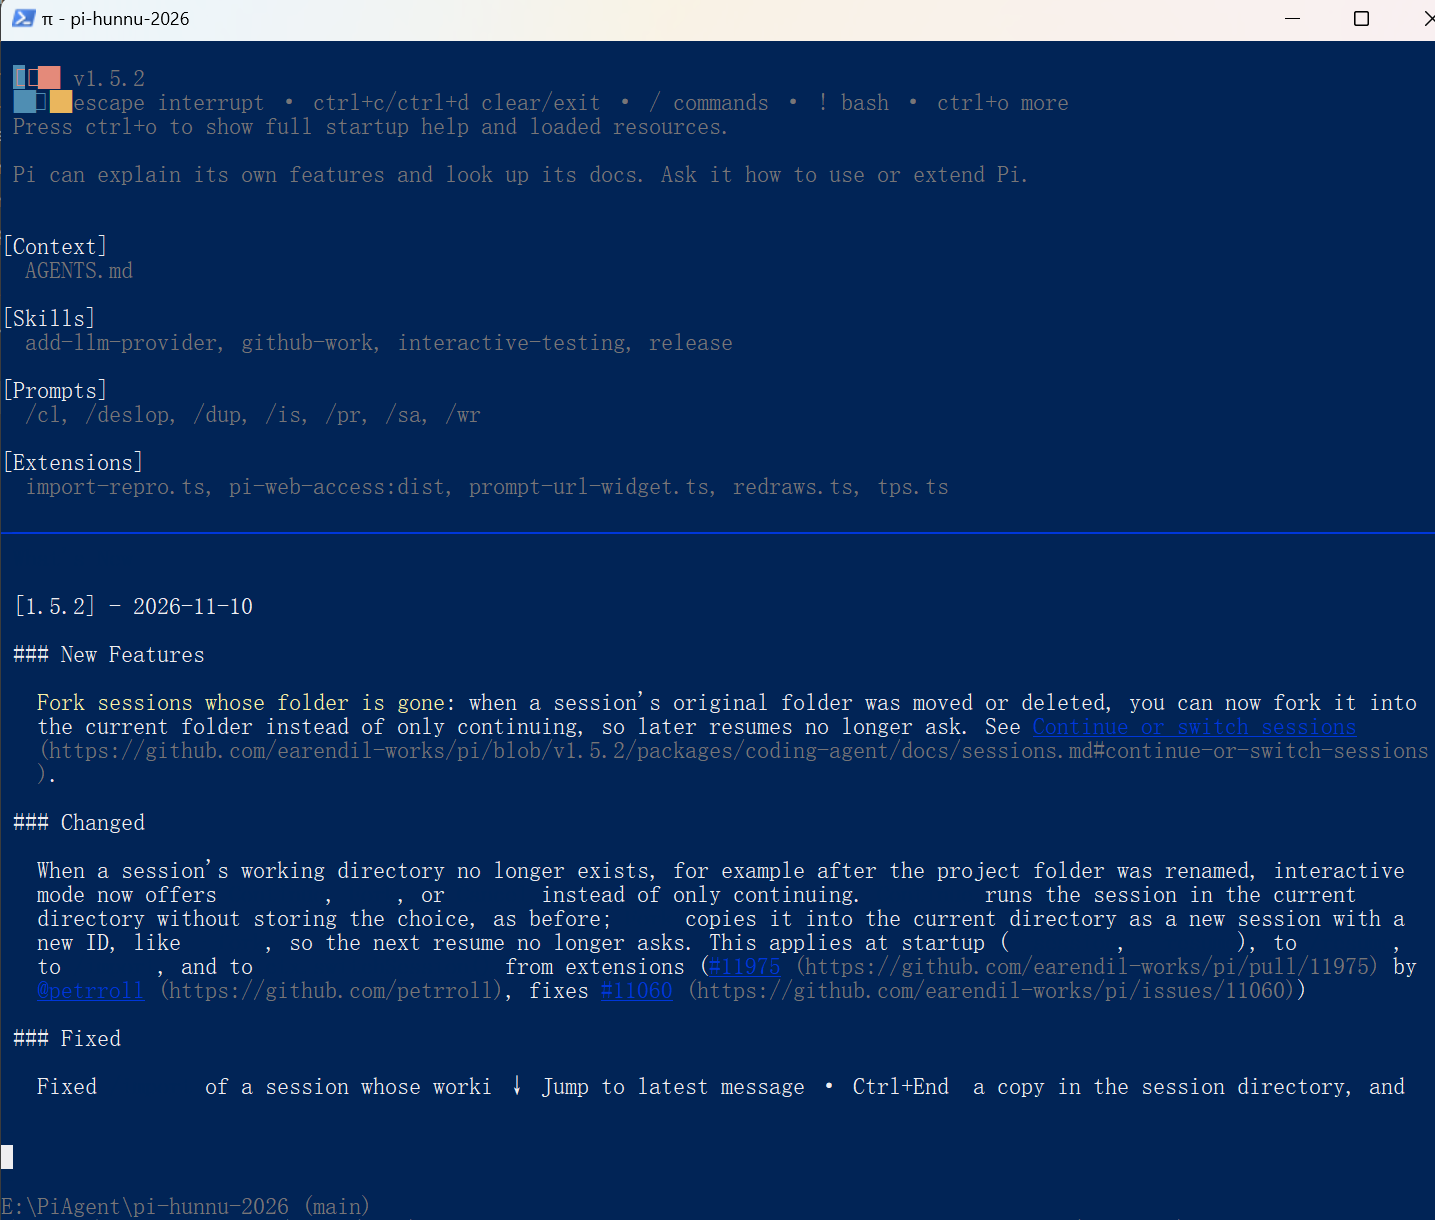 π - pi-hunnu-2026
v1.5.2
escape interrupt • ctrl+c/ctrl+d clear/exit • / commands • ! bash • ctrl+o more
Press ctrl+o to show full startup help and loaded resources.
Pi can explain its own features and look up its docs. Ask it how to use or extend Pi.
[Context]
AGENTS.md
[Skills]
add-llm-provider, github-work, interactive-testing, release
[Prompts]
/cl, /deslop, /dup, /is, /pr, /sa, /wr
[Extensions]
import-repro.ts, pi-web-access:dist, prompt-url-widget.ts, redraws.ts, tps.ts
[1.5.2] - 2026-11-10
### New Features
Fork sessions whose folder is gone: when a session's original folder was moved or deleted, you can now fork it into
the current folder instead of only continuing, so later resumes no longer ask. See Continue or switch sessions
(https://github.com/earendil-works/pi/blob/v1.5.2/packages/coding-agent/docs/sessions.md#continue-or-switch-sessions
).
### Changed
When a session's working directory no longer exists, for example after the project folder was renamed, interactive
mode now offers , , or instead of only continuing. runs the session in the current
directory without storing the choice, as before; copies it into the current directory as a new session with a
new ID, like , so the next resume no longer asks. This applies at startup ( , ), to ,
to , and to from extensions (#11975 (https://github.com/earendil-works/pi/pull/11975) by
@petrroll (https://github.com/petrroll), fixes #11060 (https://github.com/earendil-works/pi/issues/11060))
### Fixed
Fixed of a session whose worki ↓ Jump to latest message • Ctrl+End a copy in the session directory, and
E:\PiAgent\pi-hunnu-2026 (main)